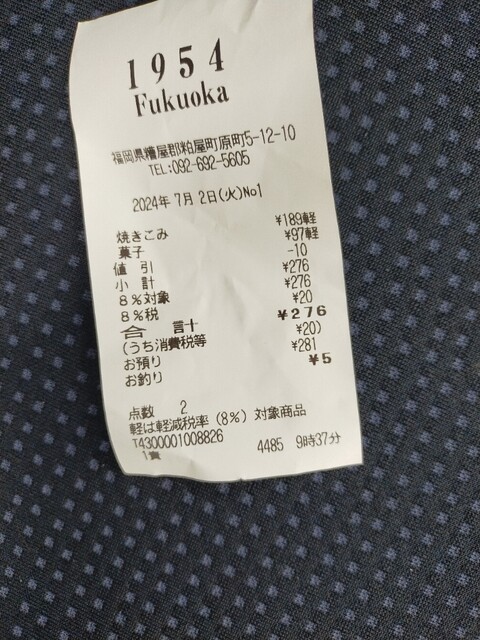 1954
Fukuoka
福岡県糟屋郡粕屋町原町5-12-10
TEL:092-692-5605
2024年 7月 2日(火)No1
焼きこみ ¥189軽
菓子 ¥97軽
値 引 -10
小 計 ¥276
8%対象 ¥276
8%税 ¥20
合 計 ¥276
(うち消費税等 ¥20)
お預り ¥281
お釣り ¥5
点数 2
軽は軽減税率(8%)対象商品
T4300001008826
1責 4485 9時37分